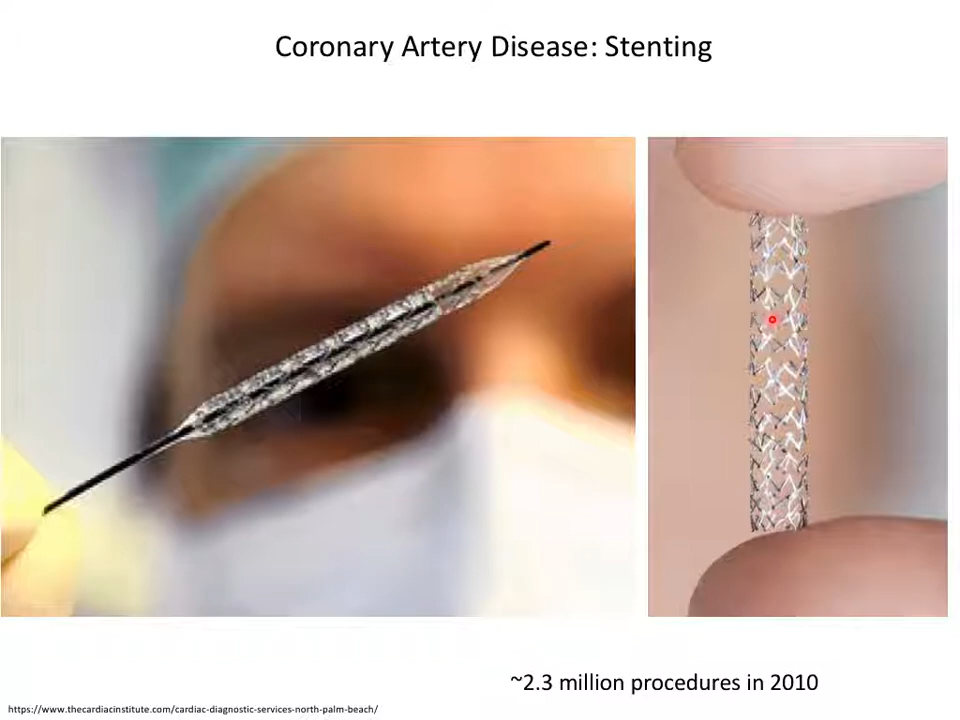 Coronary Artery Disease: Stenting
~2.3 million procedures in 2010
https://www.thecardiacinstitute.com/cardiac-diagnostic-services-north-palm-beach/